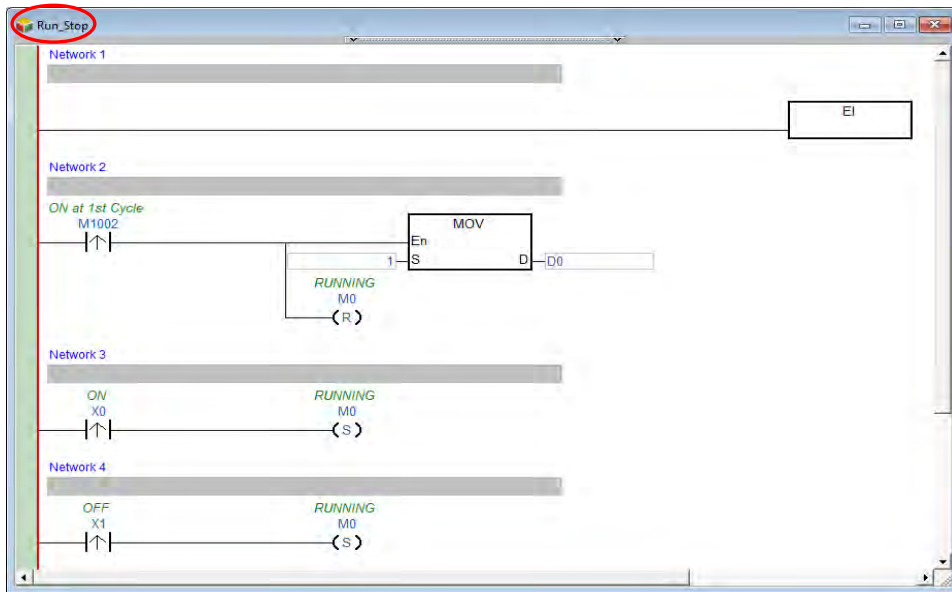 Run_Stop
Network 1
EI
Network 2
ON at 1st Cycle
M1002
MOV
En
1 S D D0
RUNNING
M0
R
Network 3
ON RUNNING
X0 M0
S
Network 4
OFF RUNNING
X1 M0
S